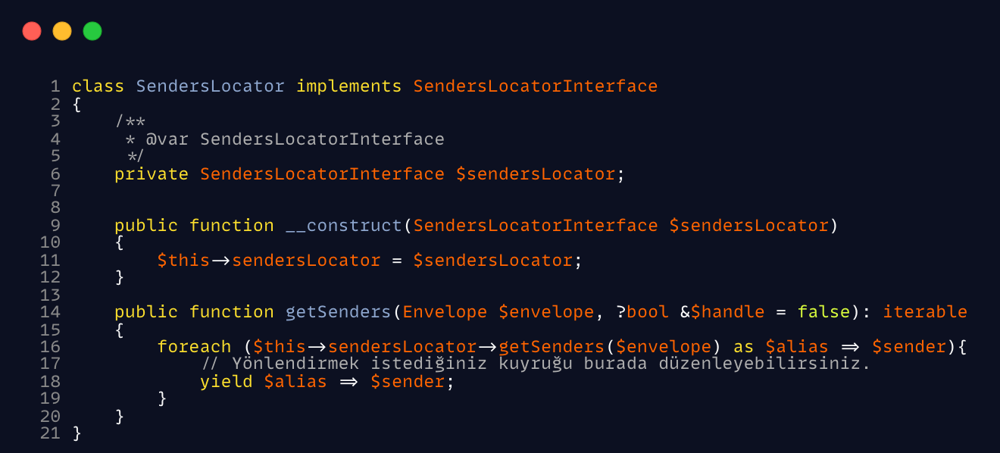 1 class SendersLocator implements SendersLocatorInterface
2 {
3     /**
4      * @var SendersLocatorInterface
5      */
6     private SendersLocatorInterface $sendersLocator;
7
8
9     public function __construct(SendersLocatorInterface $sendersLocator)
10     {
11         $this->sendersLocator = $sendersLocator;
12     }
13
14     public function getSenders(Envelope $envelope, ?bool &$handle = false): iterable
15     {
16         foreach ($this->sendersLocator->getSenders($envelope) as $alias => $sender){
17             // Yönlendirmek istediğiniz kuyruğu burada düzenleyebilirsiniz.
18             yield $alias => $sender;
19         }
20     }
21 }